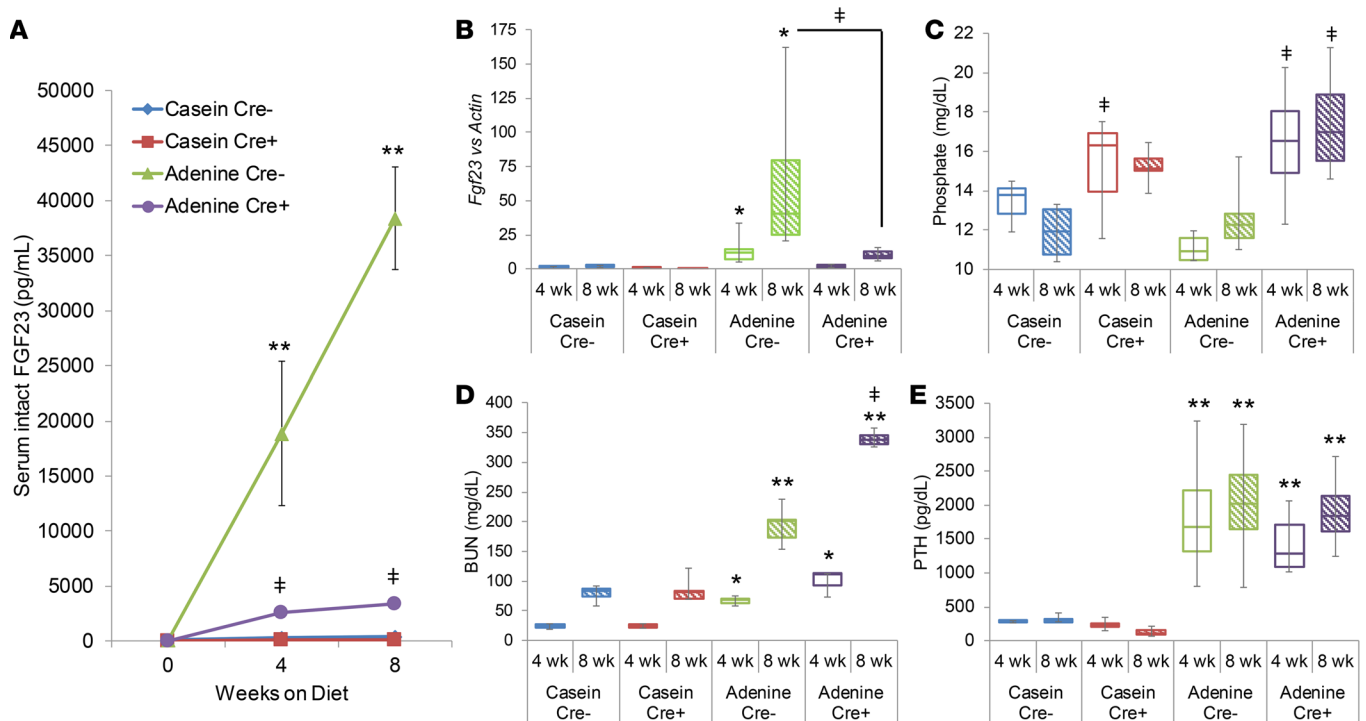 A
Serum intact FGF23 (pg/mL)
50000
45000
40000
35000
30000
25000
20000
15000
10000
5000
0
Casein Cre-
Casein Cre+
Adenine Cre-
Adenine Cre+
**
**
ǂ
ǂ
0 4 8
Weeks on Diet
B
Fgf23 vs Actin
175
150
125
100
75
50
25
0
*
*
ǂ
4 wk 8 wk 4 wk 8 wk 4 wk 8 wk 4 wk 8 wk
Casein Casein Adenine Adenine
Cre- Cre+ Cre- Cre+
C
Phosphate (mg/dL)
22
20
18
16
14
12
10
ǂ
ǂ
ǂ
4 wk 8 wk 4 wk 8 wk 4 wk 8 wk 4 wk 8 wk
Casein Casein Adenine Adenine
Cre- Cre+ Cre- Cre+
D
BUN (mg/dL)
400
350
300
250
200
150
100
50
0
*
**
*
ǂ
**
4 wk 8 wk 4 wk 8 wk 4 wk 8 wk 4 wk 8 wk
Casein Casein Adenine Adenine
Cre- Cre+ Cre- Cre+
E
PTH (pg/dL)
3500
3000
2500
2000
1500
1000
500
0
**
**
**
**
4 wk 8 wk 4 wk 8 wk 4 wk 8 wk 4 wk 8 wk
Casein Casein Adenine Adenine
Cre- Cre+ Cre- Cre+